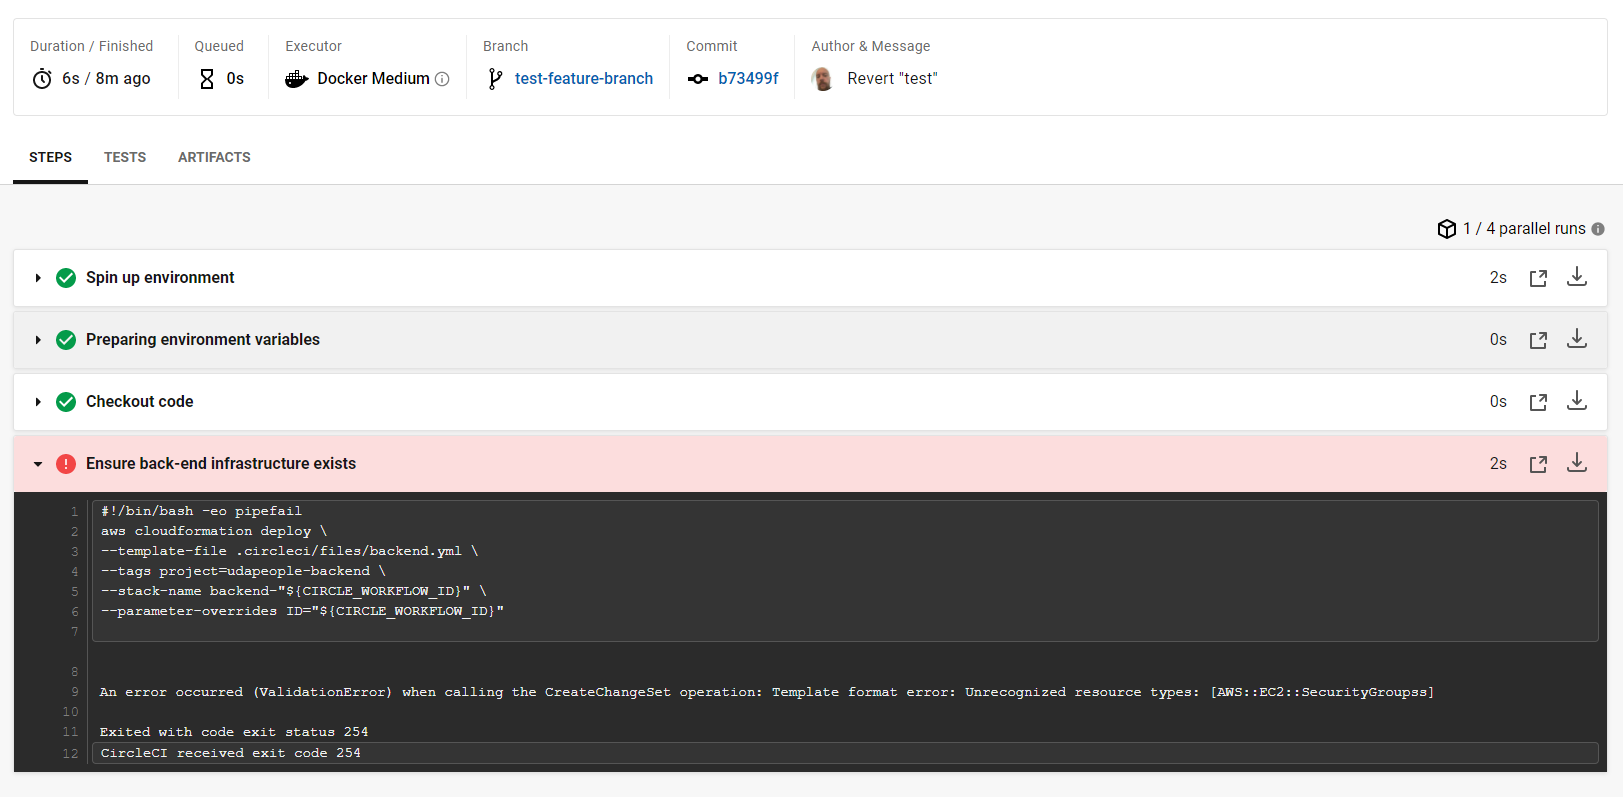 Duration / Finished
6s / 8m ago
Queued
0s
Executor
Docker Medium
Branch
test-feature-branch
Commit
b73499f
Author & Message
Revert "test"
STEPS TESTS ARTIFACTS
1 / 4 parallel runs
Spin up environment 2s
Preparing environment variables 0s
Checkout code 0s
Ensure back-end infrastructure exists 2s
1 #!/bin/bash -eo pipefail
2 aws cloudformation deploy \
3 --template-file .circleci/files/backend.yml \
4 --tags project=udapeople-backend \
5 --stack-name backend-"${CIRCLE_WORKFLOW_ID}" \
6 --parameter-overrides ID="${CIRCLE_WORKFLOW_ID}"
7
8
9 An error occurred (ValidationError) when calling the CreateChangeSet operation: Template format error: Unrecognized resource types: [AWS::EC2::SecurityGroupss]
10
11 Exited with code exit status 254
12 CircleCI received exit code 254